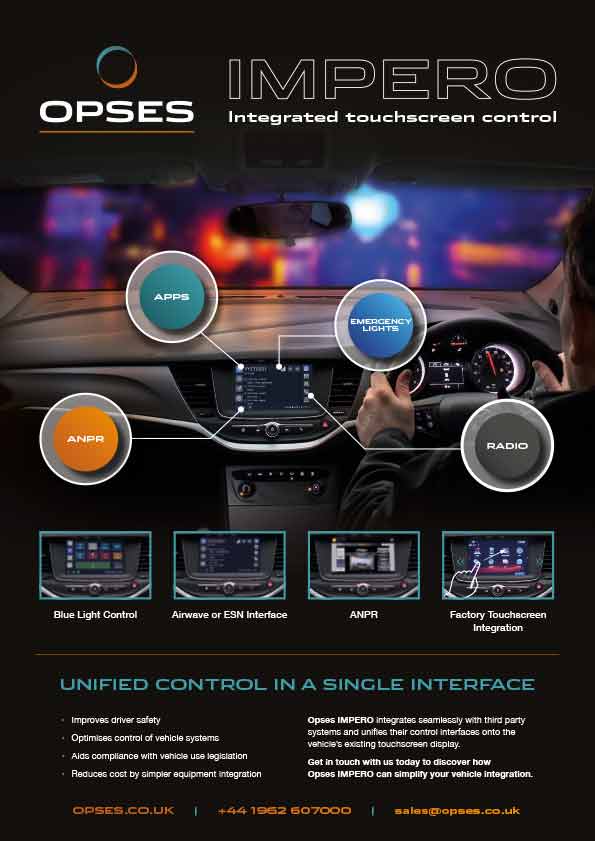 OPSES
IMPERO
Integrated touchscreen control
APPS
EMERGENCY
LIGHTS
ANPR
RADIO
Blue Light Control
Airwave or ESN Interface
ANPR
Factory Touchscreen
Integration
UNIFIED CONTROL IN A SINGLE INTERFACE
· Improves driver safety
· Optimises control of vehicle systems
· Aids compliance with vehicle use legislation
· Reduces cost by simpler equipment integration
Opses IMPERO integrates seamlessly with third party
systems and unifies their control interfaces onto the
vehicle's existing touchscreen display.
Get in touch with us today to discover how
Opses IMPERO can simplify your vehicle integration.
OPSES.CO.UK | +44 1962 607000 | sales@opses.co.uk